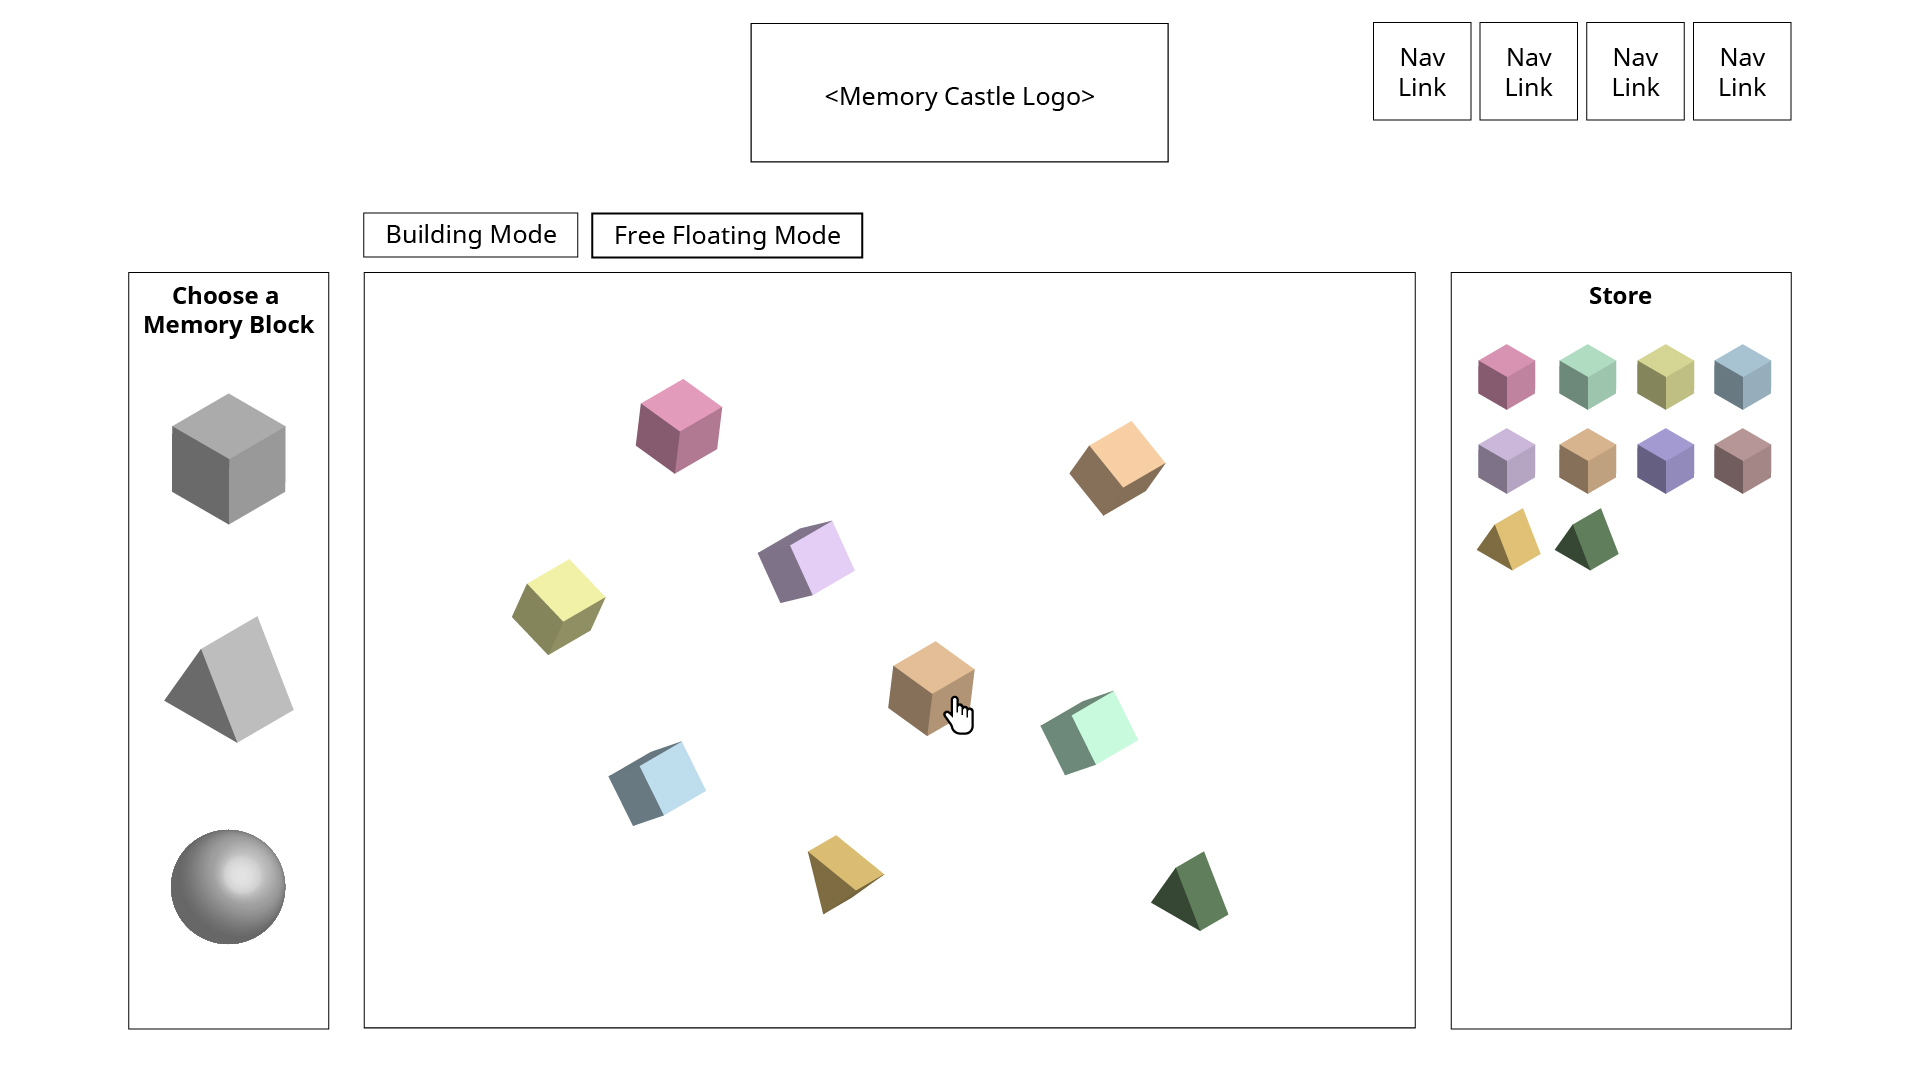 <Memory Castle Logo>
Nav
Link
Nav
Link
Nav
Link
Nav
Link
Building Mode
Free Floating Mode
Choose a
Memory Block
Store